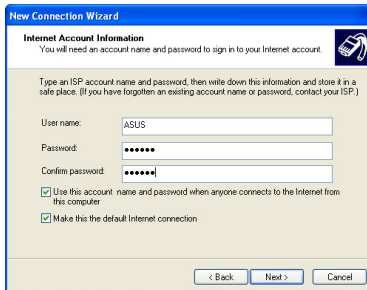 New Connection Wizard
Internet Account Information
You will need an account name and password to sign in to your Internet account.
Type an ISP account name and password, then write down this information and store it in a
safe place. (If you have forgotten an existing account name or password, contact your ISP.)
User name:
ASUS
Password:
••••••
Confirm password:
••••••
Use this account name and password when anyone connects to the Internet from
this computer
Make this the default Internet connection
< Back
Next >
Cancel